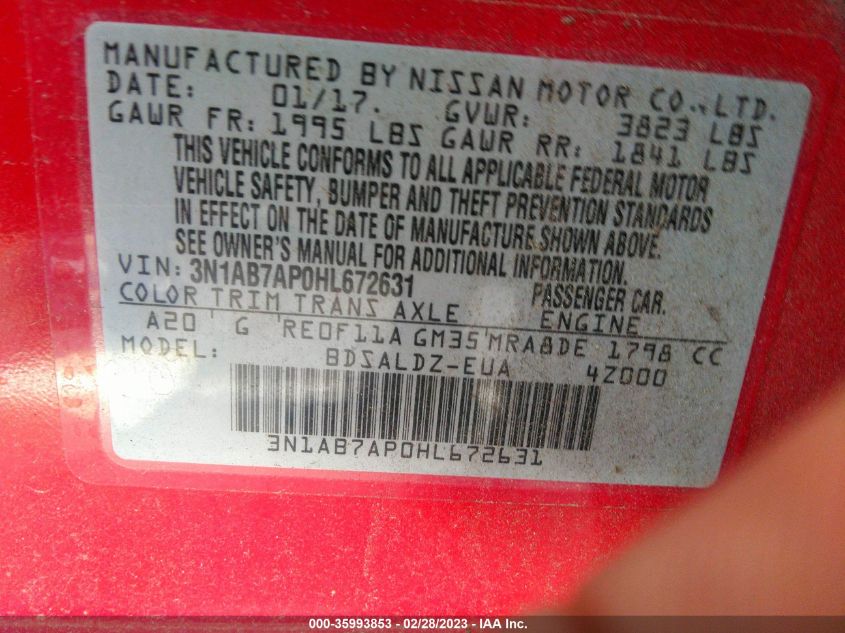 MANUFACTURED BY NISSAN MOTOR CO.,LTD.
DATE: 01/17. GVWR: 3823 LBS
GAWR FR: 1995 LBS GAWR RR: 1841 LBS
THIS VEHICLE CONFORMS TO ALL APPLICABLE FEDERAL MOTOR
VEHICLE SAFETY, BUMPER AND THEFT PREVENTION STANDARDS
IN EFFECT ON THE DATE OF MANUFACTURE SHOWN ABOVE.
SEE OWNER'S MANUAL FOR ADDITIONAL INFORMATION
VIN: 3N1AB7AP0HL672631 PASSENGER CAR.
COLOR TRIM TRANS AXLE ENGINE
A20 G RE0F11A GM35 MRA8DE 1798 CC
MODEL: BDSALDZ-EUA 4Z000
3N1AB7AP0HL672631
000-35993853 - 02/28/2023 - IAA Inc.